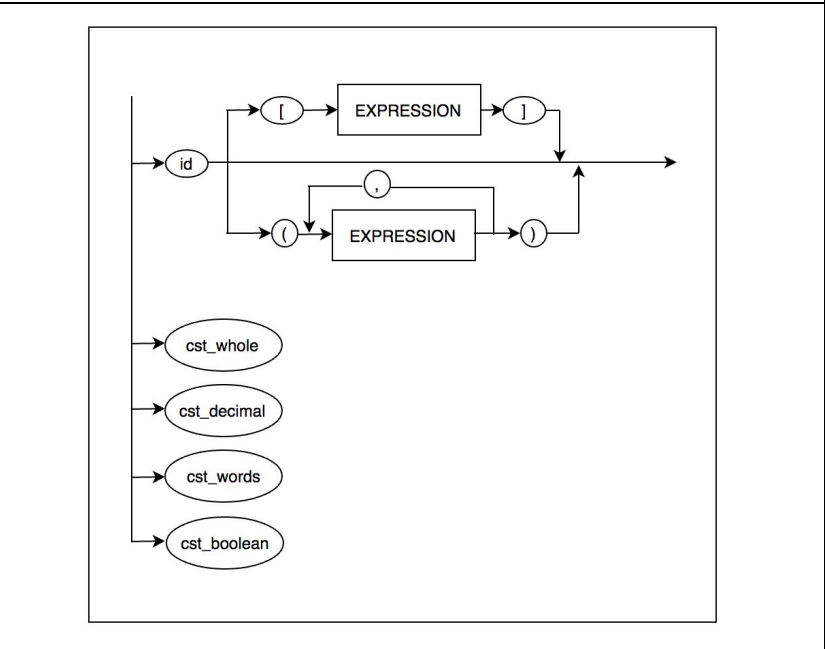 [ EXPRESSION ]
id
,
( EXPRESSION )
cst_whole
cst_decimal
cst_words
cst_boolean